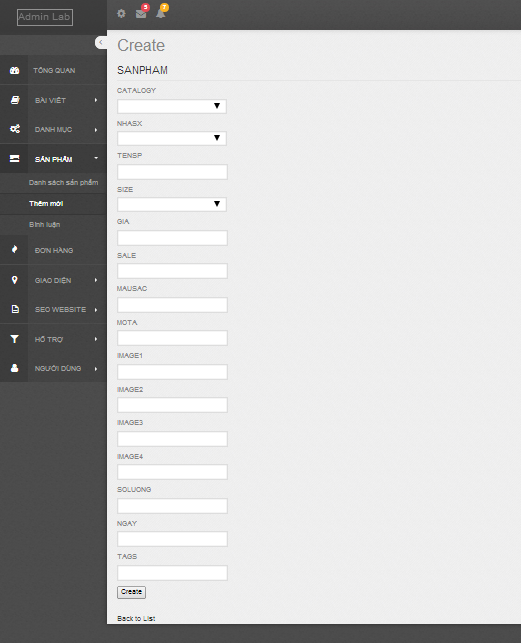 Admin Lab
5
7
TỔNG QUAN
BÀI VIẾT
DANH MỤC
SẢN PHẨM
Danh sách sản phẩm
Thêm mới
Bình luận
ĐƠN HÀNG
GIAO DIỆN
SEO WEBSITE
HỖ TRỢ
NGƯỜI DÙNG
Create
SANPHAM
CATALOGY
NHASX
TENSP
SIZE
GIA
SALE
MAUSAC
MOTA
IMAGE1
IMAGE2
IMAGE3
IMAGE4
SOLUONG
NGAY
TAGS
Create
Back to List